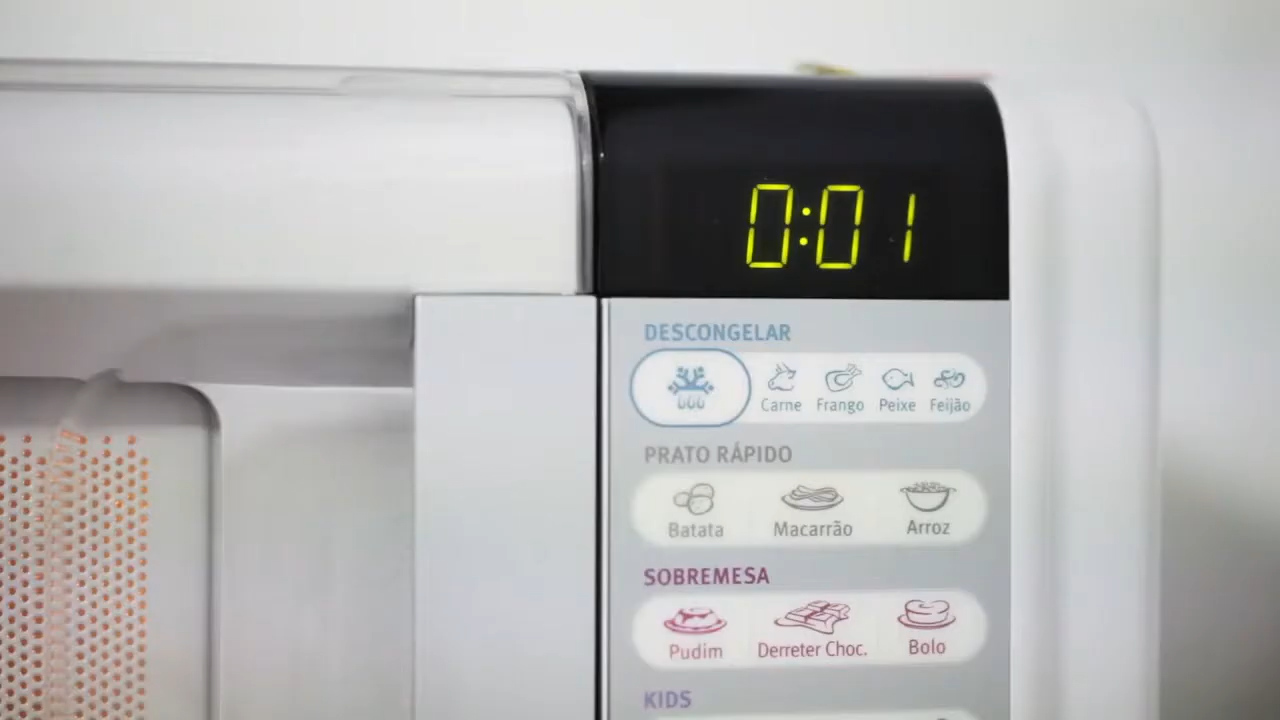 0:01
DESCONGELAR
Carne Frango Peixe Feijão
PRATO RÁPIDO
Batata Macarrão Arroz
SOBREMESA
Pudim Derreter Choc. Bolo
KIDS